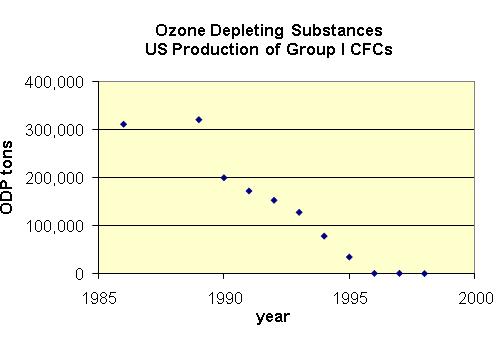 Ozone Depleting Substances
US Production of Group I CFCs
400,000
300,000
200,000
100,000
0
ODP tons
1985 1990 1995 2000
year